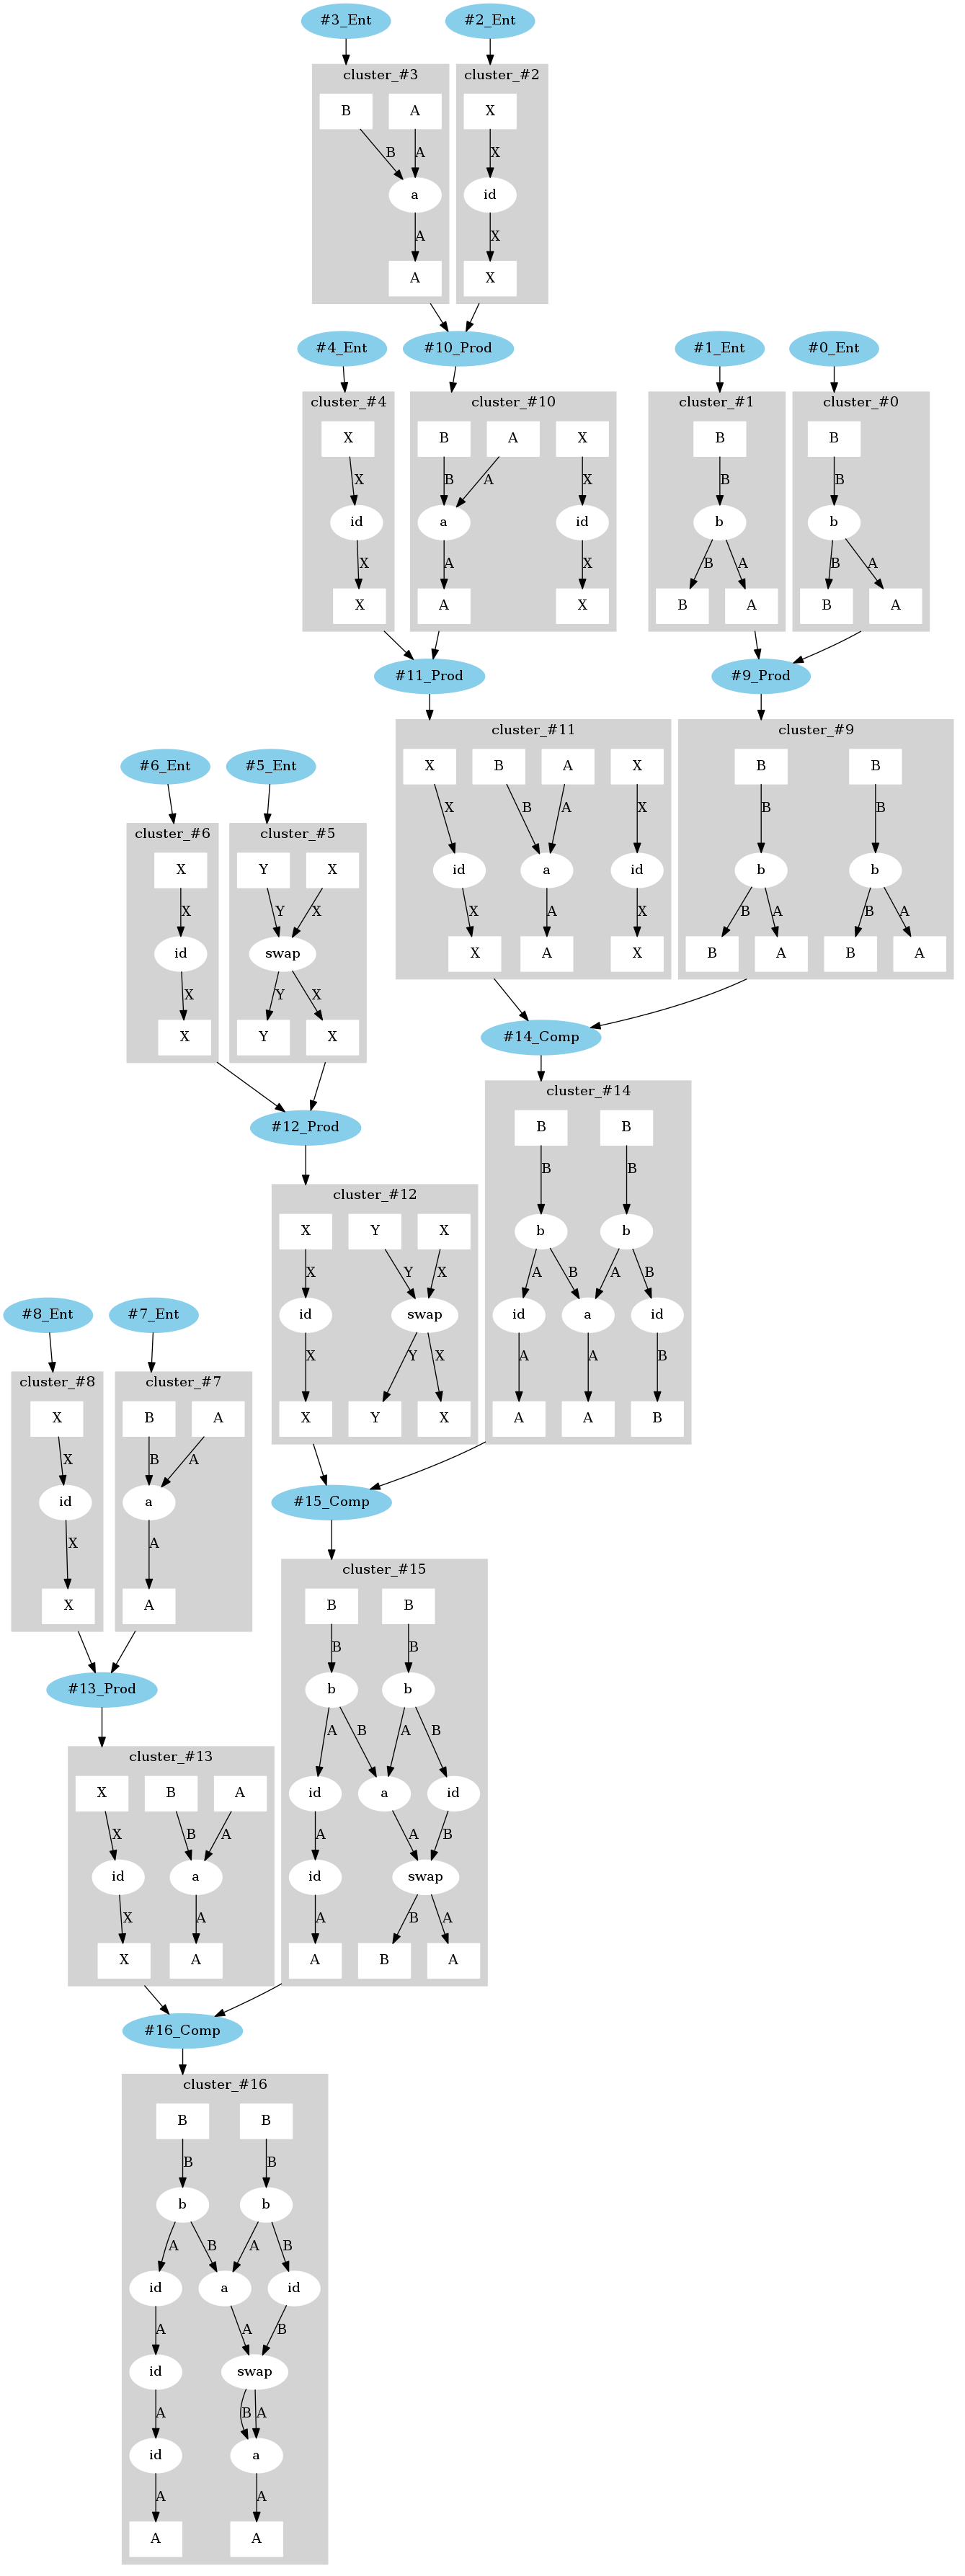 #3_Ent #2_Ent
cluster_#3 cluster_#2
B A X
B A X
a id
A X
A X
#4_Ent #10_Prod #1_Ent #0_Ent
cluster_#4 cluster_#10 cluster_#1 cluster_#0
X B A X B B
X B A X B B
id a id b b
X A X B A B A
X A X B A B A
#11_Prod #9_Prod
cluster_#11 cluster_#9
#6_Ent #5_Ent X B A X B B
X B A X B B
cluster_#6 cluster_#5
X Y X id a id b b
X Y X X A X B A B A
id swap X A X B A B A
X Y X
X Y X #14_Comp
cluster_#14
#12_Prod B B
B B
cluster_#12
X Y X b b
X Y X A B A B
#8_Ent #7_Ent id swap id a id
X Y X A A B
cluster_#8 cluster_#7
X B A X Y X A A B
X B A
id a #15_Comp
X A
cluster_#15
X A B B
B B
#13_Prod b b
A B A B
cluster_#13
X B A id a id
X B A A A B
id a id swap
X A A B A
X A A B A
#16_Comp
cluster_#16
B B
B B
b b
A B A B
id a id
A A B
id swap
A B A
id a
A A
A A